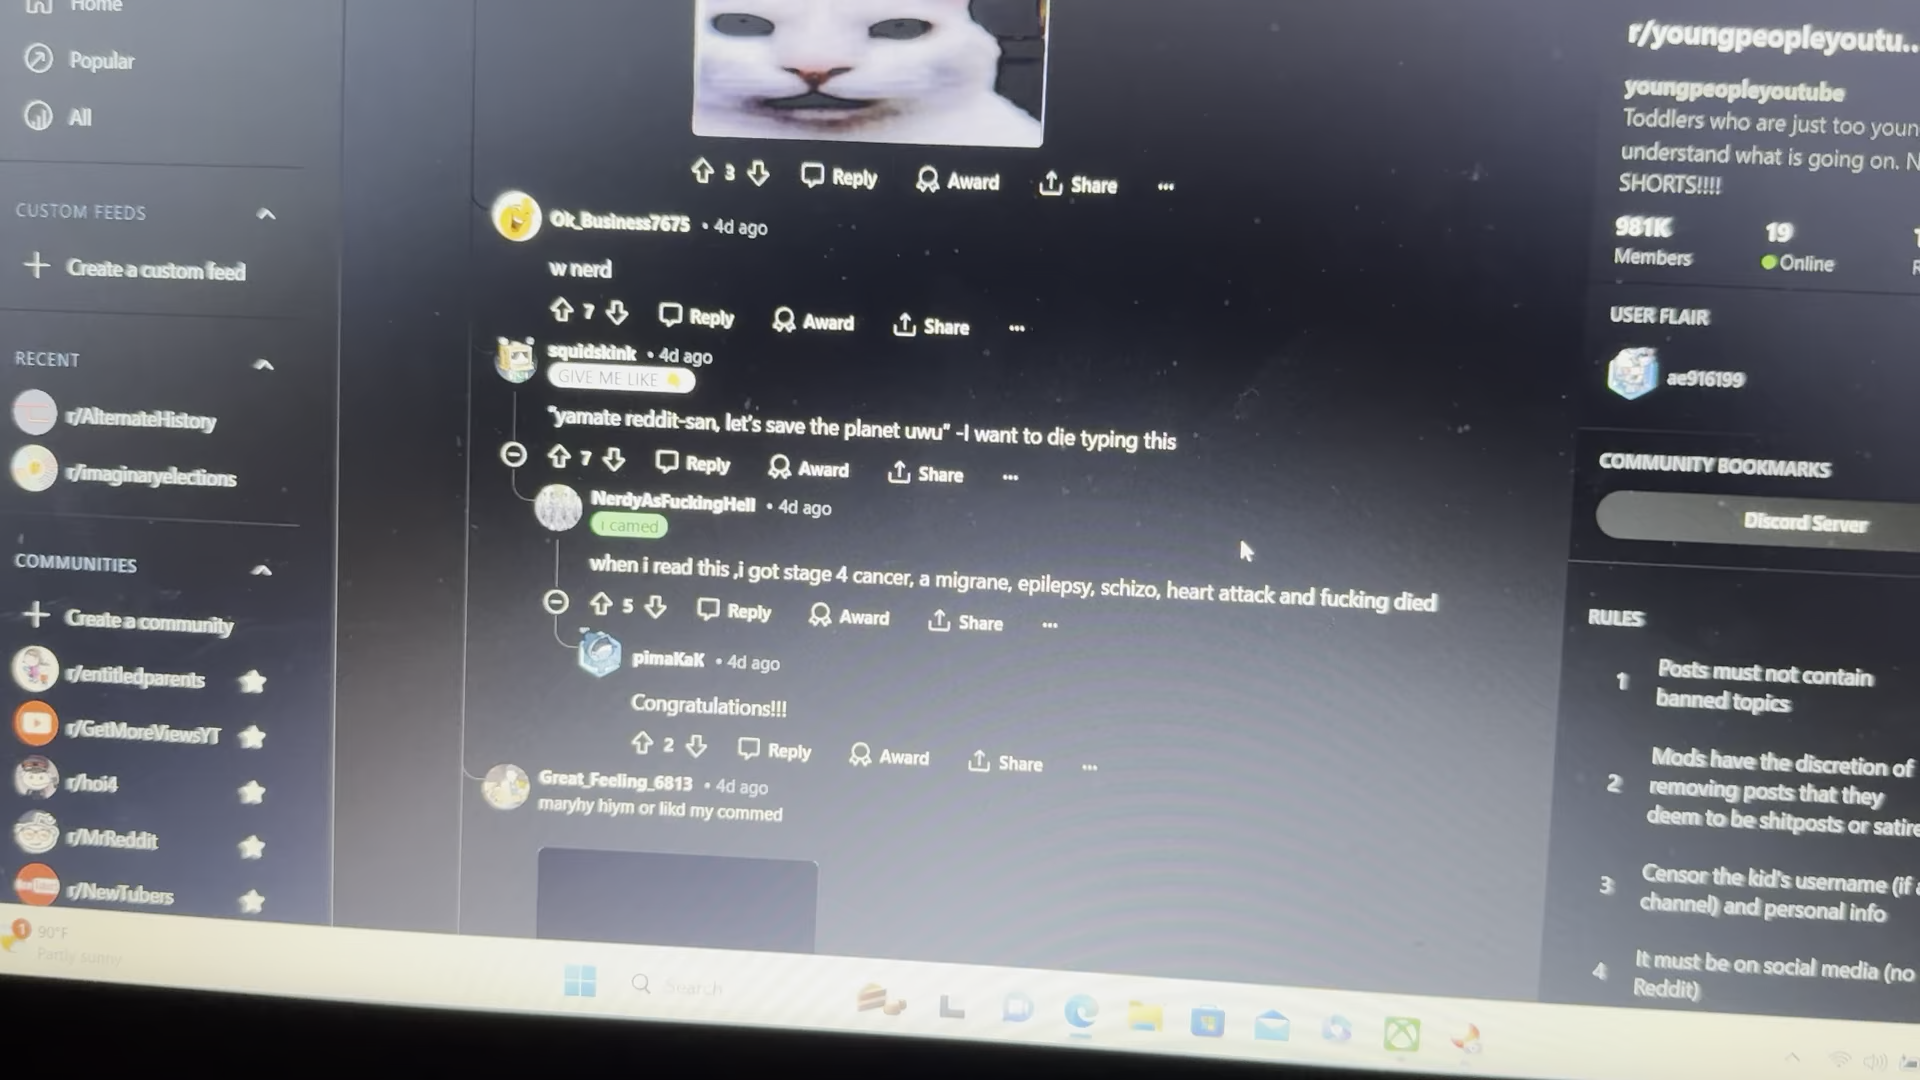 Home
Popular
All
CUSTOM FEEDS
Create a custom feed
RECENT
r/AlternateHistory
r/imaginaryelections
COMMUNITIES
Create a community
r/entitledparents
r/GetMoreViewsYT
r/hoi4
r/MrReddit
r/NewTubers
3 Reply Award Share ...
Ok_Business7675 • 4d ago
w nerd
7 Reply Award Share ...
squidskink • 4d ago
GIVE ME LIKE
"yamate reddit-san, let's save the planet uwu" -I want to die typing this
7 Reply Award Share ...
NerdyAsFuckingHell • 4d ago
i camed
when i read this ,i got stage 4 cancer, a migrane, epilepsy, schizo, heart attack and fucking died
5 Reply Award Share ...
pimaKaK • 4d ago
Congratulations!!!
2 Reply Award Share ...
Great_Feeling_6813 • 4d ago
maryhy hiym or likd my commed
r/youngpeopleyoutu...
youngpeopleyoutube
Toddlers who are just too
understand what is going on.
SHORTS!!!!
981K 19
Members Online
USER FLAIR
ae916199
COMMUNITY BOOKMARKS
Discord Server
RULES
1 Posts must not contain
banned topics
2 Mods have the discretion of
removing posts that they
deem to be shitposts or satire
3 Censor the kid's username (if
channel) and personal info
4 It must be on social media (no
Reddit)
1
90°F
Partly sunny
Search